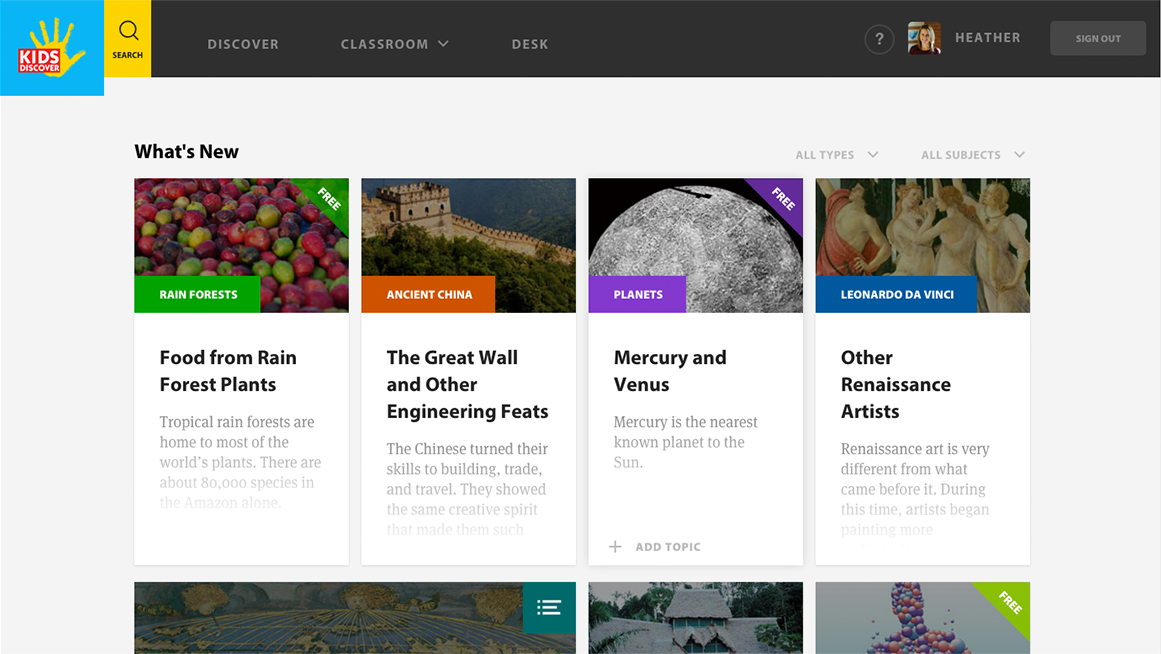 KIDS
DISCOVER
SEARCH
DISCOVER
CLASSROOM
DESK
?
HEATHER
SIGN OUT
What's New
ALL TYPES
ALL SUBJECTS
FREE
RAIN FORESTS
Food from Rain
Forest Plants
Tropical rain forests are
home to most of the
world’s plants. There are
about 80,000 species in
the Amazon alone.
ANCIENT CHINA
The Great Wall
and Other
Engineering Feats
The Chinese turned their
skills to building, trade,
and travel. They showed
the same creative spirit
that made them such
FREE
PLANETS
Mercury and
Venus
Mercury is the nearest
known planet to the
Sun.
+ ADD TOPIC
LEONARDO DA VINCI
Other
Renaissance
Artists
Renaissance art is very
different from what
came before it. During
this time, artists began
painting more
FREE